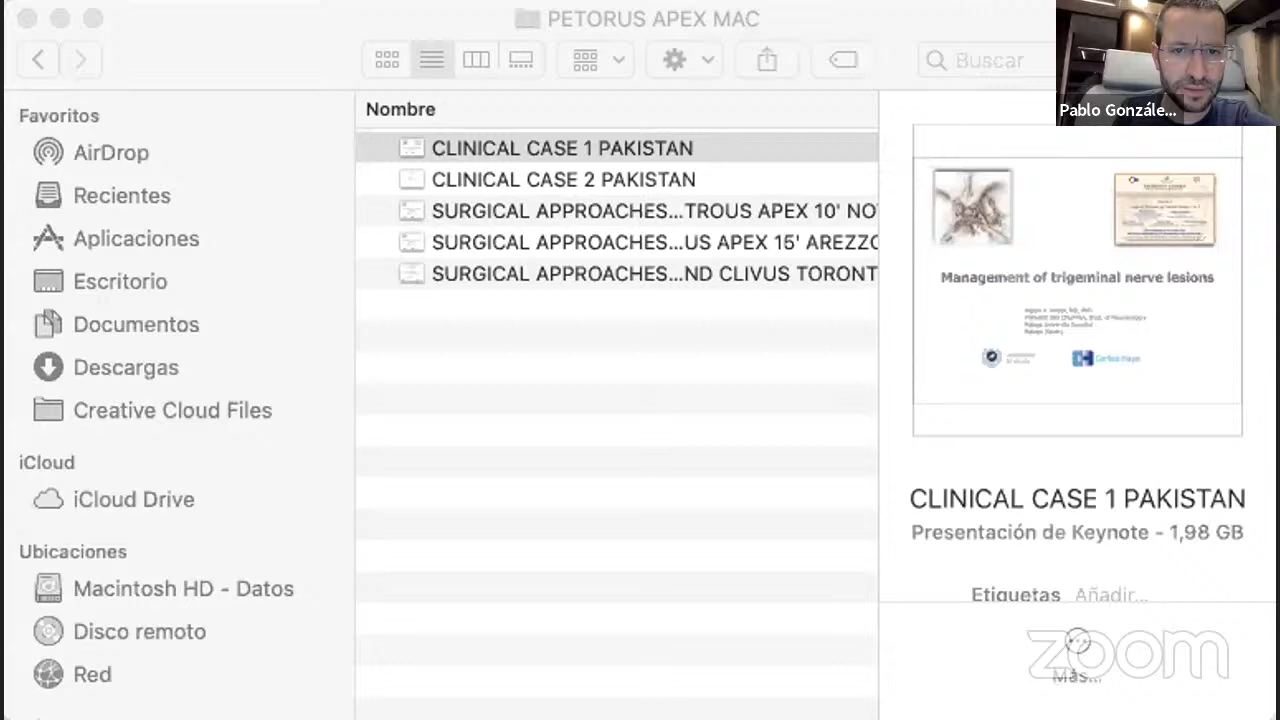 PETORUS APEX MAC
Buscar
Pablo Gonzále...
Favoritos
AirDrop
Recientes
Aplicaciones
Escritorio
Documentos
Descargas
Creative Cloud Files
iCloud
iCloud Drive
Ubicaciones
Macintosh HD - Datos
Disco remoto
Red
Nombre
CLINICAL CASE 1 PAKISTAN
CLINICAL CASE 2 PAKISTAN
SURGICAL APPROACHES...TROUS APEX 10' NO
SURGICAL APPROACHES...US APEX 15' AREZZO
SURGICAL APPROACHES...ND CLIVUS TORONT
Management of trigeminal nerve lesions
CLINICAL CASE 1 PAKISTAN
Presentación de Keynote - 1,98 GB
Etiquetas Añadir...
zoom
Más...